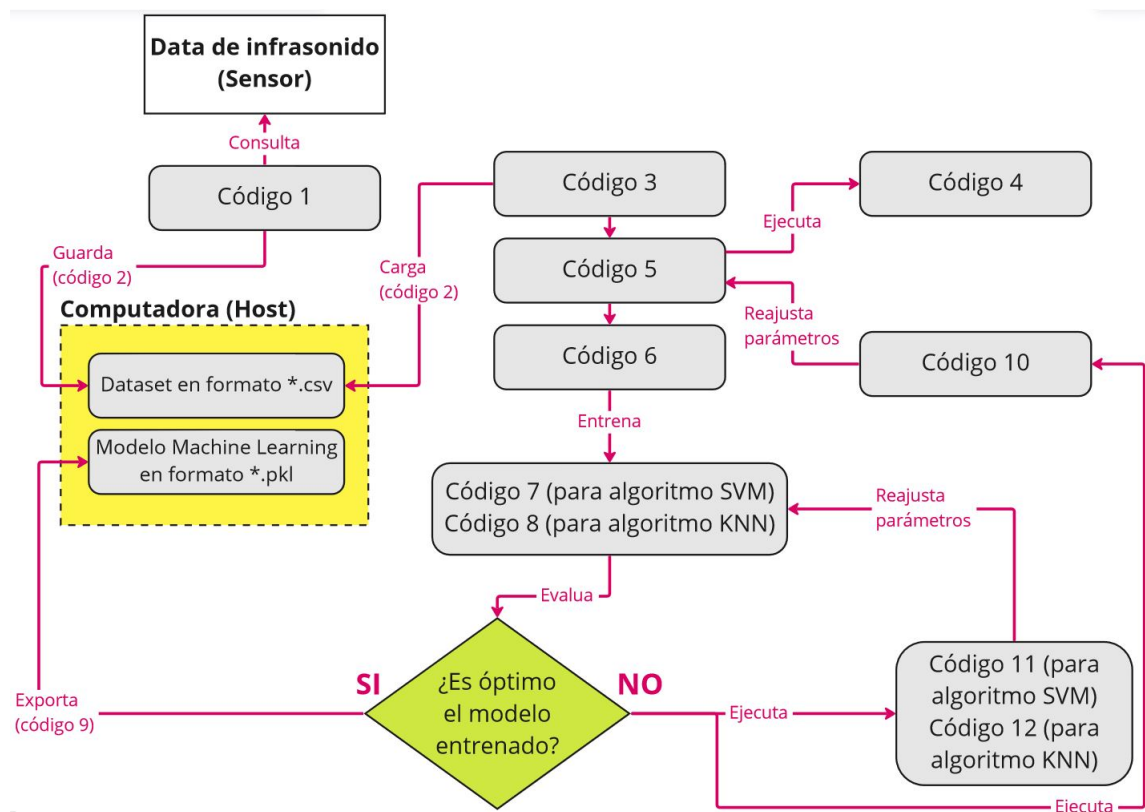 Data de infrasonido
(Sensor)
Consulta
Código 1
Guarda
(código 2)
Carga
(código 2)
Código 3
Código 4
Ejecuta
Código 5
Computadora (Host)
Reajusta
parámetros
Código 6
Código 10
Dataset en formato *.csv
Entrena
Modelo Machine Learning
en formato *.pkl
Código 7 (para algoritmo SVM)
Código 8 (para algoritmo KNN)
Reajusta
parámetros
Evalua
SI
¿Es óptimo
el modelo
entrenado?
NO
Exporta
(código 9)
Ejecuta
Código 11 (para
algoritmo SVM)
Código 12 (para
algoritmo KNN)
Ejecuta